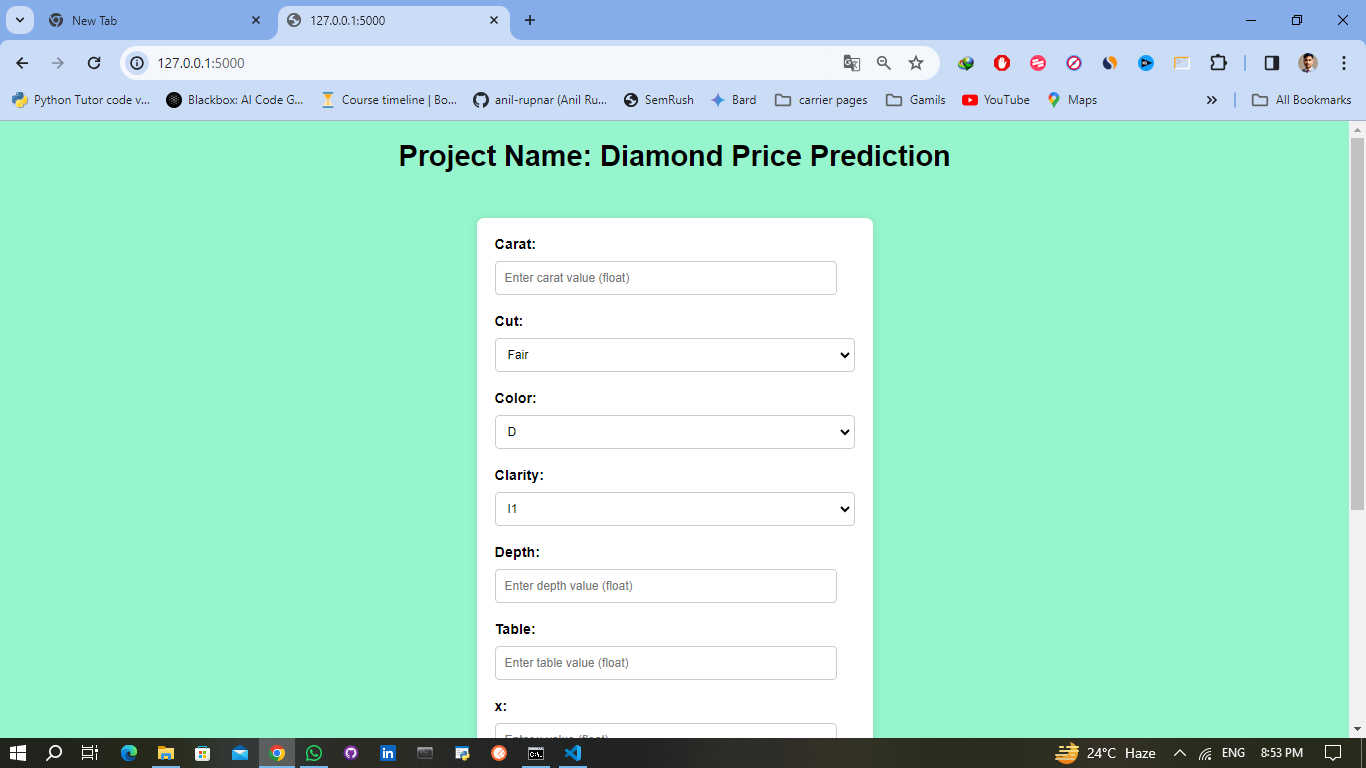 New Tab
127.0.0.1:5000
127.0.0.1:5000
Python Tutor code v...
Blackbox: AI Code G...
Course timeline | Bo...
anil-rupnar (Anil Ru...
SemRush
Bard
carrier pages
Gamils
YouTube
Maps
All Bookmarks
Project Name: Diamond Price Prediction
Carat:
Enter carat value (float)
Cut:
Fair
Color:
D
Clarity:
I1
Depth:
Enter depth value (float)
Table:
Enter table value (float)
x:
24°C Haze
ENG
8:53 PM